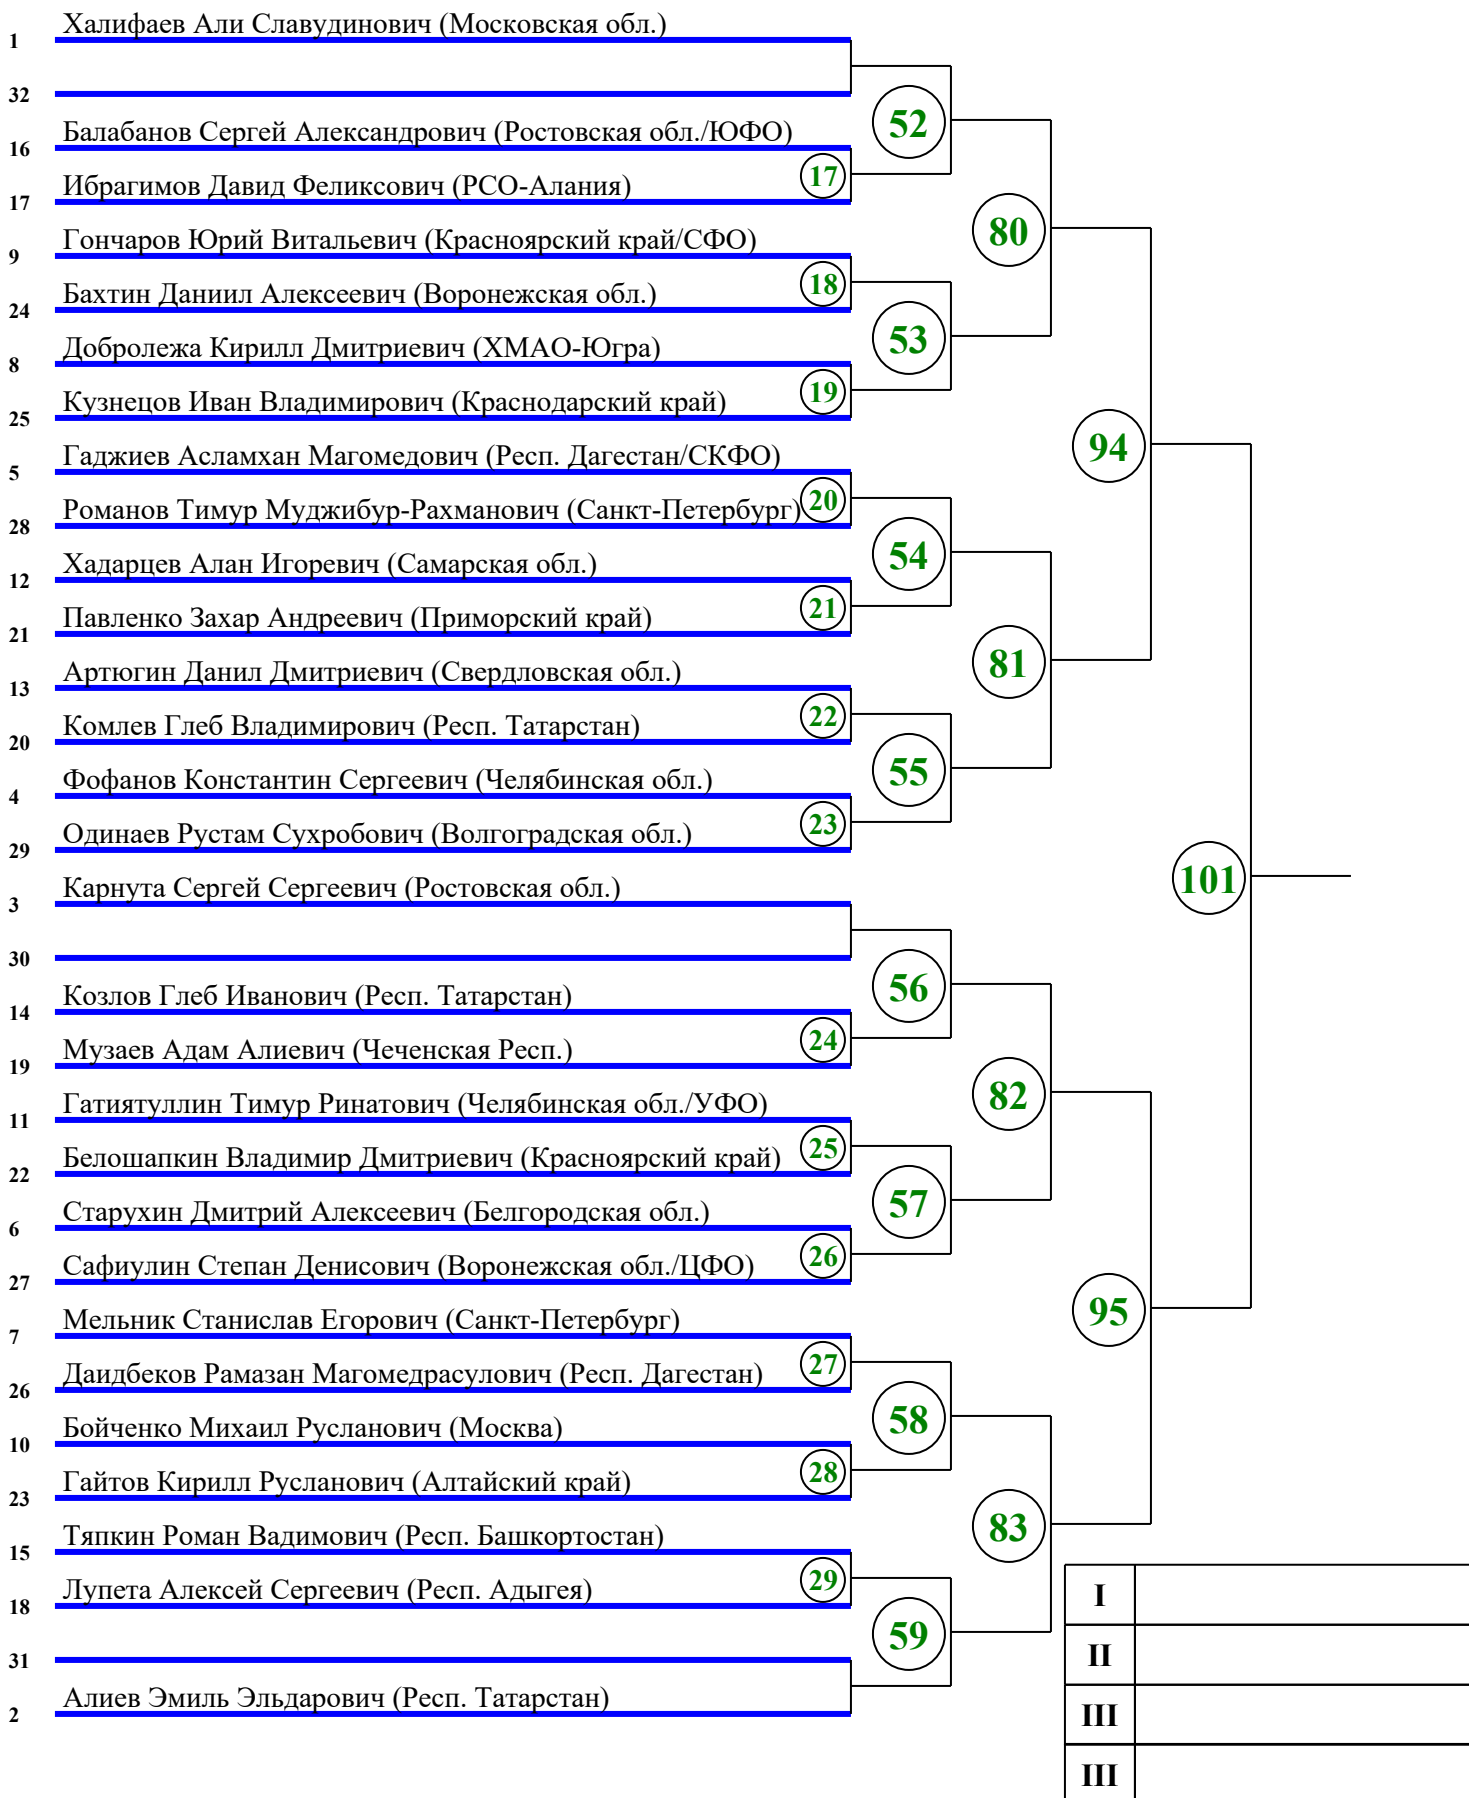 Халифаев Али Славудинович (Московская обл.)
1
32
52
Балабанов Сергей Александрович (Ростовская обл./ЮФО)
16
17
Ибрагимов Давид Феликсович (РСО-Алания)
17
80
Гончаров Юрий Витальевич (Красноярский край/СФО)
9
18
Бахтин Даниил Алексеевич (Воронежская обл.)
24
53
Добролежа Кирилл Дмитриевич (ХМАО-Югра)
8
19
Кузнецов Иван Владимирович (Краснодарский край)
25
94
Гаджиев Асламхан Магомедович (Респ. Дагестан/СКФО)
5
20
Романов Тимур Муджибур-Рахманович (Санкт-Петербург)
28
54
Хадарцев Алан Игоревич (Самарская обл.)
12
21
Павленко Захар Андреевич (Приморский край)
21
81
Артюгин Данил Дмитриевич (Свердловская обл.)
13
22
Комлев Глеб Владимирович (Респ. Татарстан)
20
55
Фофанов Константин Сергеевич (Челябинская обл.)
4
23
Одинаев Рустам Сухробович (Волгоградская обл.)
29
101
Карнута Сергей Сергеевич (Ростовская обл.)
3
30
56
Козлов Глеб Иванович (Респ. Татарстан)
14
24
Музаев Адам Алиевич (Чеченская Респ.)
19
82
Гатиятуллин Тимур Ринатович (Челябинская обл./УФО)
11
25
Белошапкин Владимир Дмитриевич (Красноярский край)
22
57
Старухин Дмитрий Алексеевич (Белгородская обл.)
6
26
Сафиулин Степан Денисович (Воронежская обл./ЦФО)
27
95
Мельник Станислав Егорович (Санкт-Петербург)
7
27
Даидбеков Рамазан Магомедрасулович (Респ. Дагестан)
26
58
Бойченко Михаил Русланович (Москва)
10
28
Гайтов Кирилл Русланович (Алтайский край)
23
83
Тяпкин Роман Вадимович (Респ. Башкортостан)
15
29
Лупета Алексей Сергеевич (Респ. Адыгея)
18
59
31
Алиев Эмиль Эльдарович (Респ. Татарстан)
2
I
II
III
III